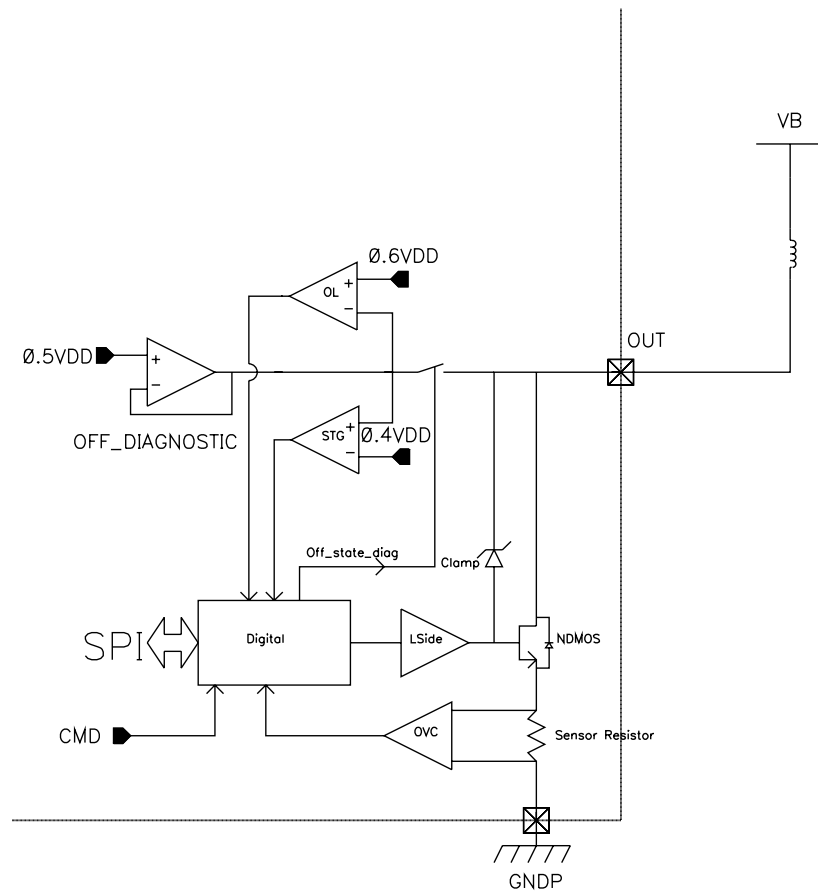 VB
Ø.6VDD
OL
+
−
OUT
Ø.5VDD
+
−
OFF_DIAGNOSTIC
STG
+
−
Ø.4VDD
Off_state_diag
Clamp
SPI
Digital
LSide
NDMOS
CMD
OVC
Sensor Resistor
GNDP